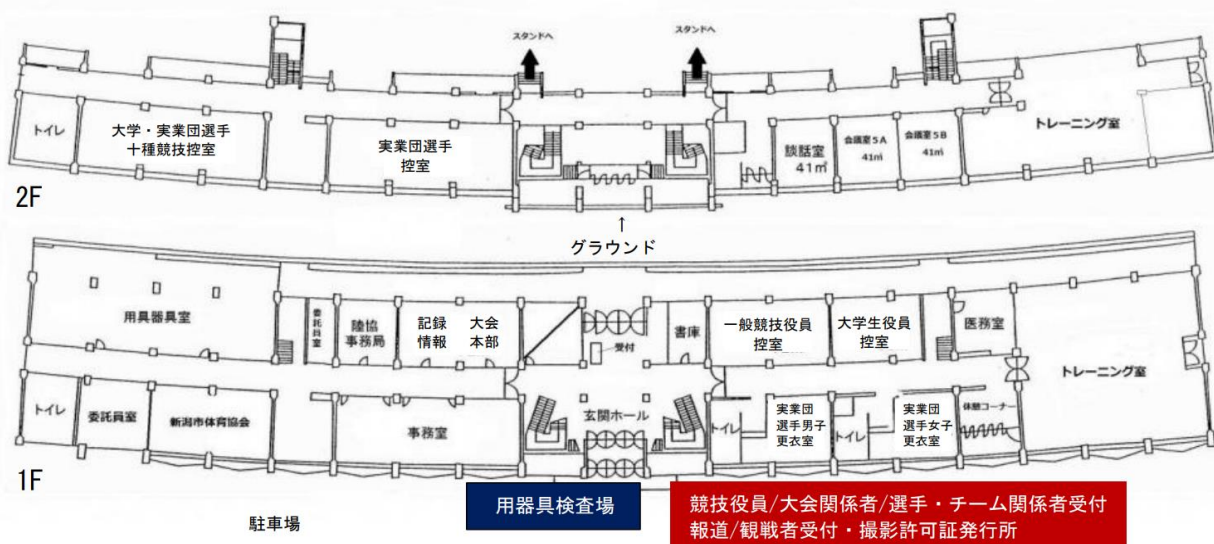 スタンドへ
スタンドへ
トイレ
大学・実業団選手
十種競技控室
実業団選手
控室
談話室
41㎡
会議室5A
41㎡
会議室5B
41㎡
トレーニング室
2F
↑
グラウンド
用具器具室
委託員室
陸協
事務局
記録
情報
大会
本部
受付
書庫
一般競技役員
控室
大学生役員
控室
医務室
トレーニング室
トイレ
委託員室
新潟市体育協会
事務室
玄関ホール
トイレ
実業団
選手男子
更衣室
トイレ
実業団
選手女子
更衣室
休憩コーナー
1F
駐車場
用器具検査場
競技役員/大会関係者/選手・チーム関係者受付
報道/観戦者受付・撮影許可証発行所